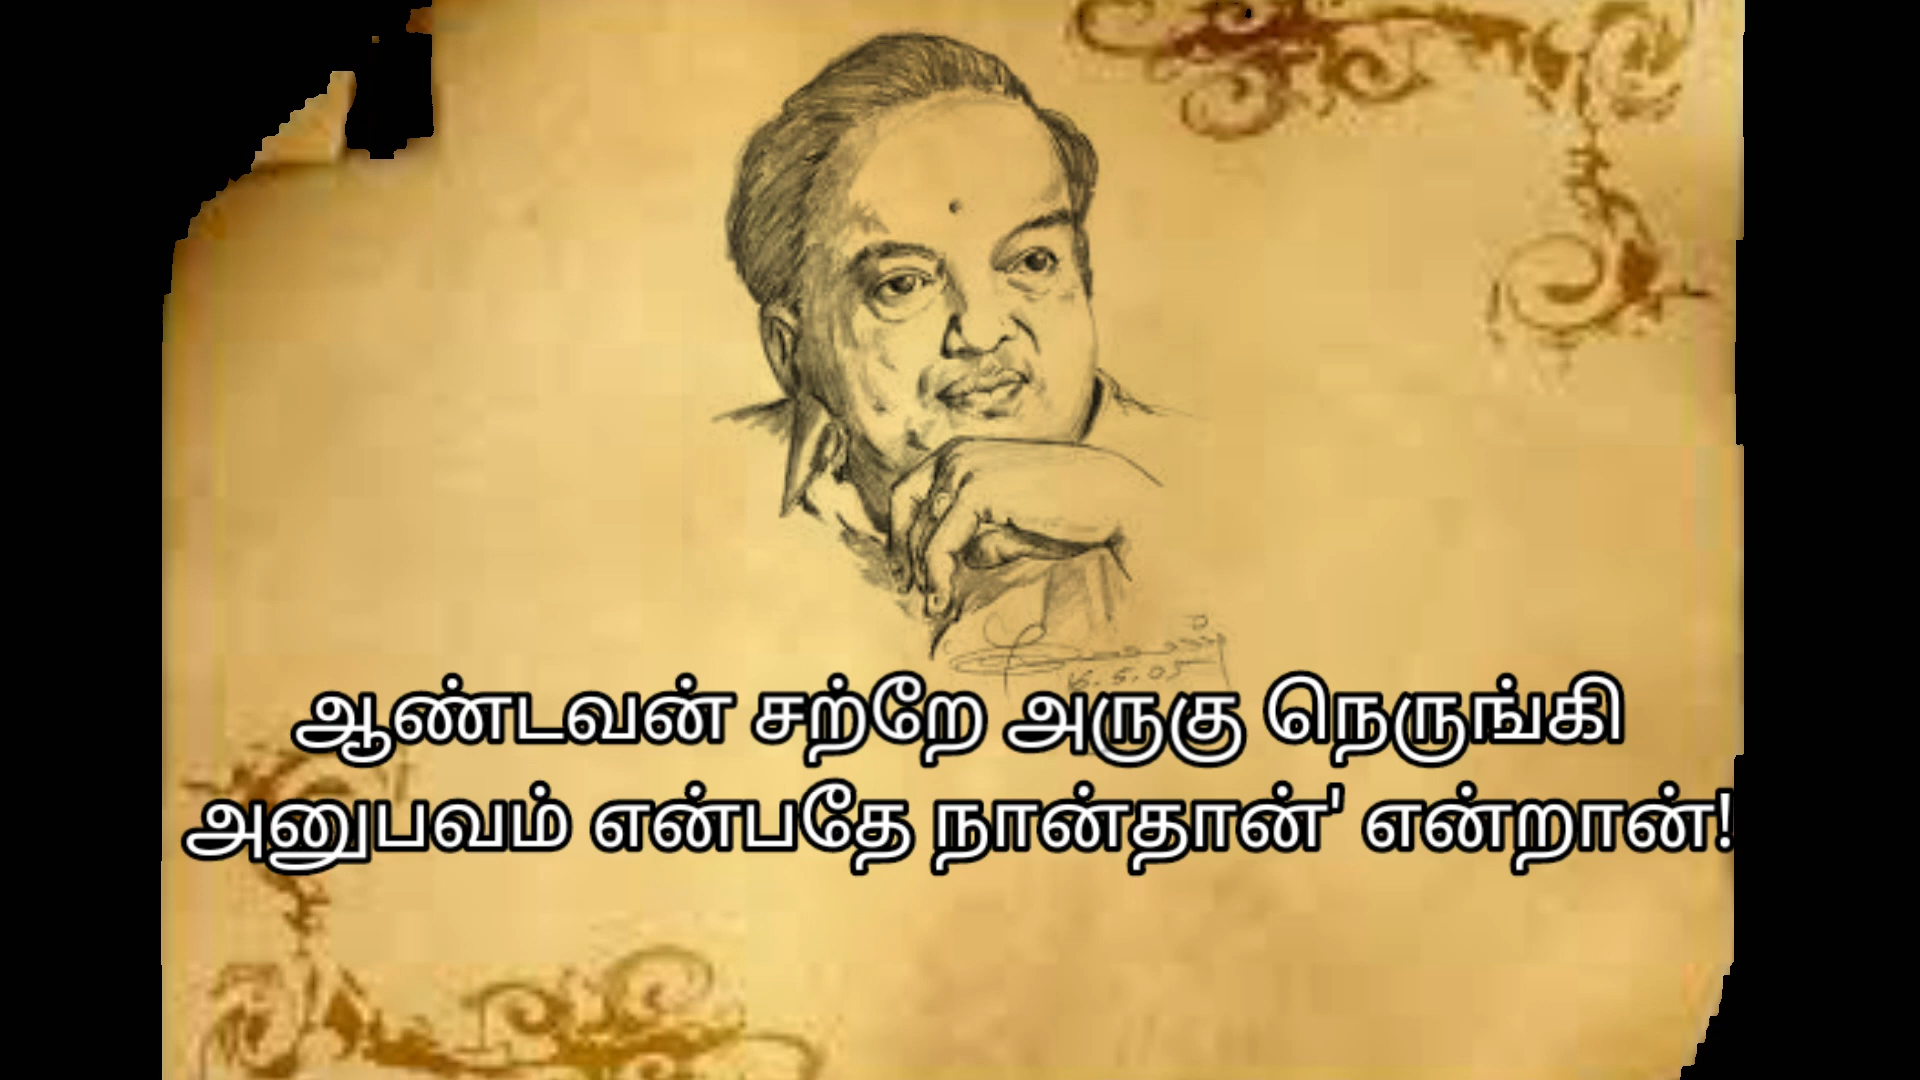 ஆண்டவன் சற்றே அருகு நெருங்கி
அனுபவம் என்பதே நான்தான்' என்றான்!